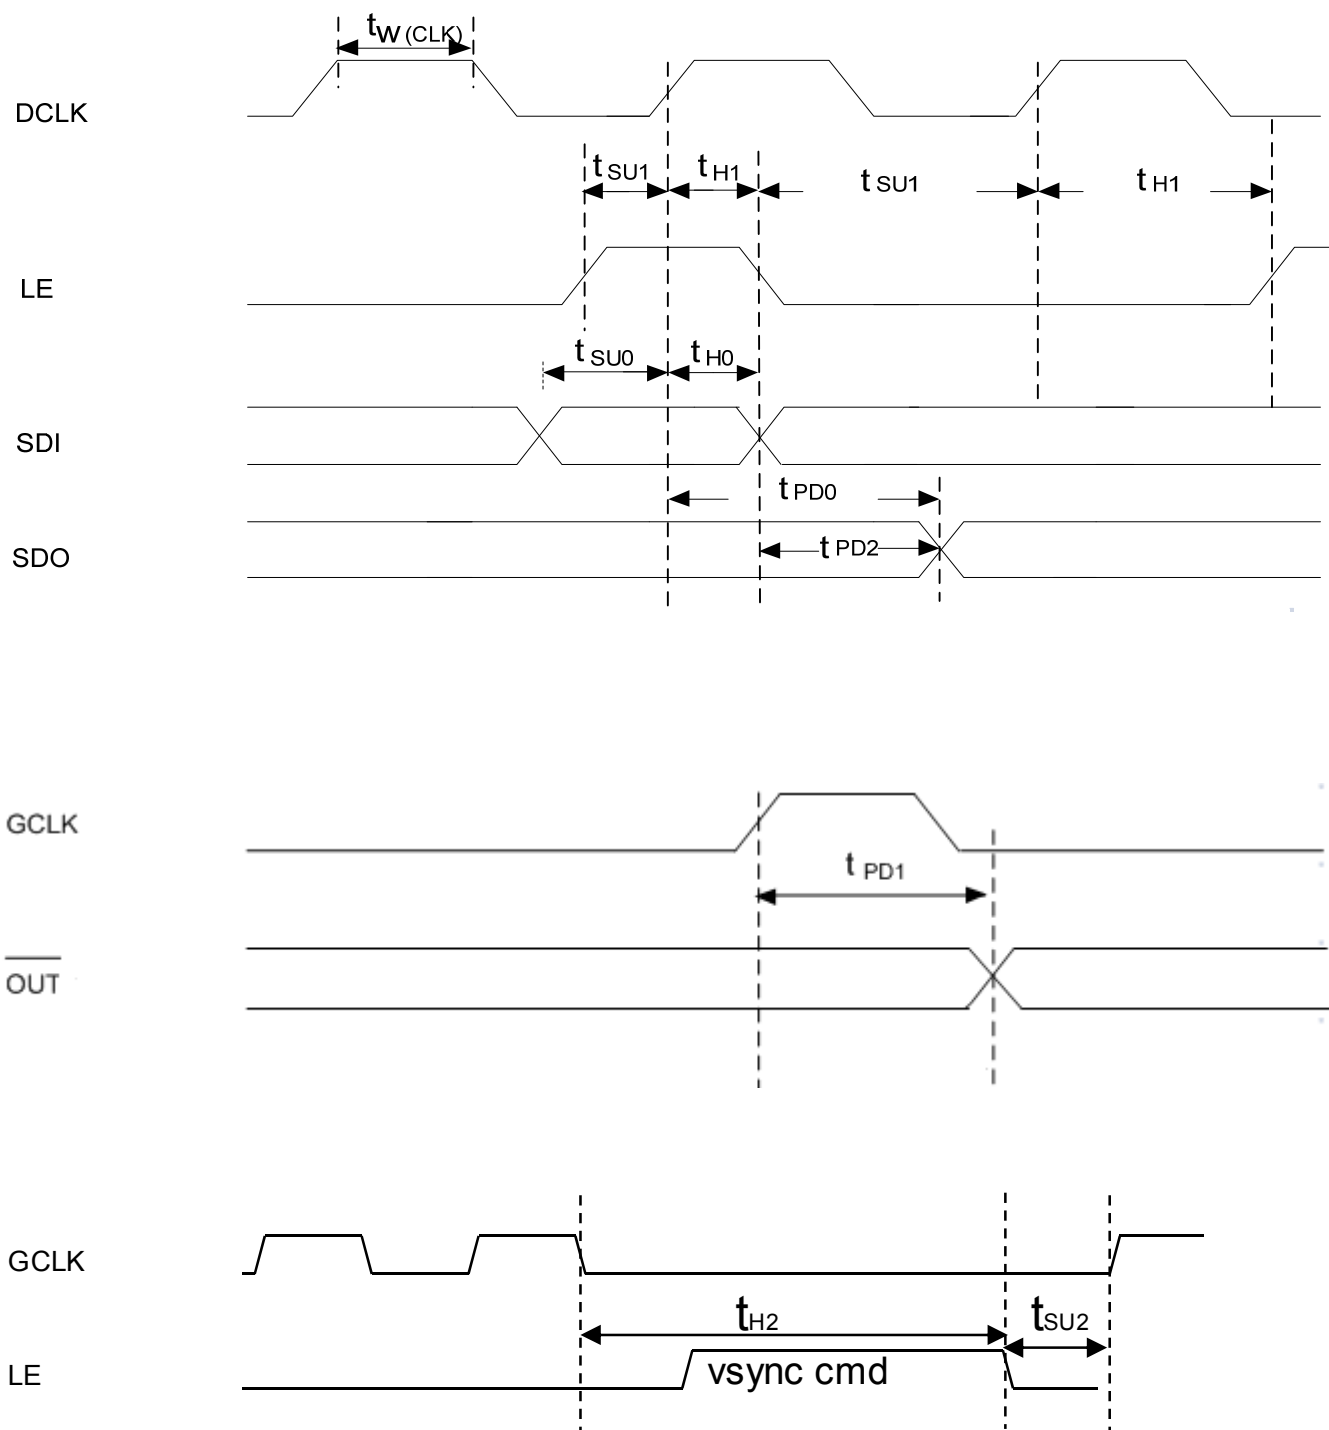 tW(CLK)
DCLK
tSU1 tH1 tSU1 tH1
LE
tSU0 tH0
SDI
tPD0
SDO
tPD2
GCLK
tPD1
OUT
GCLK
tH2 tSU2
LE
vsync cmd